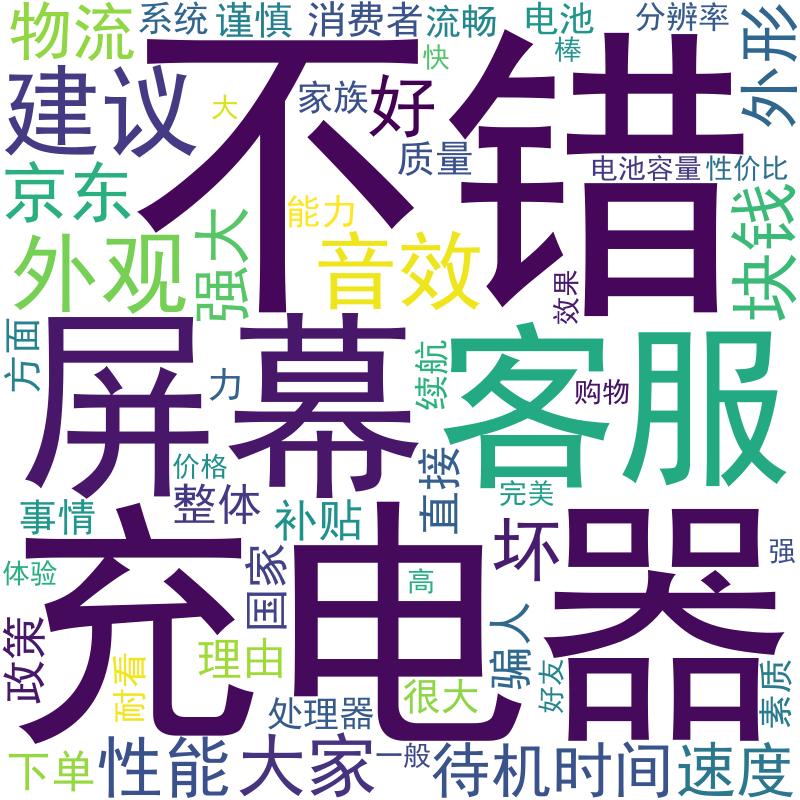 物流
系统
谨慎
消费者
流畅
电池
分辨率
外形
不错
快
棒
建议
大
家族
好
质量
电池容量
性价比
京东
强大
能力
块钱
外观
音效
效果
方面
屏幕
力
续航
客服
购物
价格
整体
直接
完美
事情
补贴
充电器
坏
强
体验
国家
高
政策
理由
骗人
耐看
很大
好友
素质
处理器
下单
性能
大家
一般
待机时间
速度